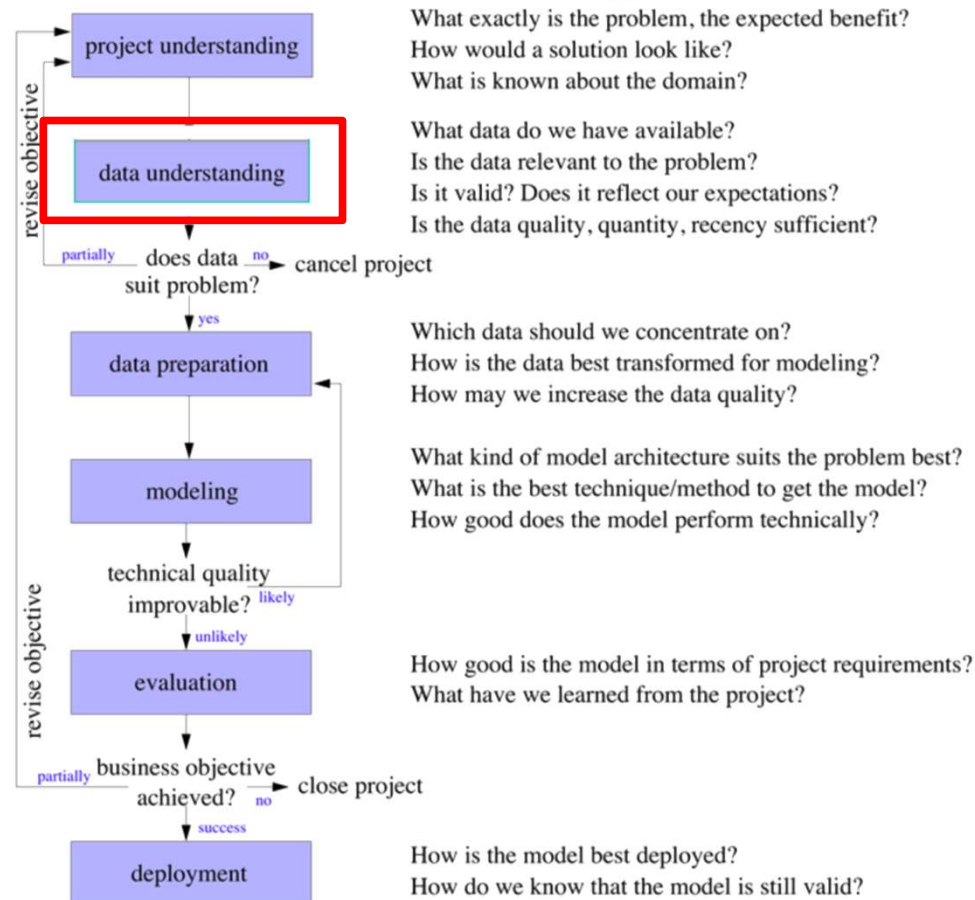 project understanding
What exactly is the problem, the expected benefit?
How would a solution look like?
What is known about the domain?
revise objective
data understanding
What data do we have available?
Is the data relevant to the problem?
Is it valid? Does it reflect our expectations?
Is the data quality, quantity, recency sufficient?
partially
does data
suit problem?
no
cancel project
yes
data preparation
Which data should we concentrate on?
How is the data best transformed for modeling?
How may we increase the data quality?
modeling
What kind of model architecture suits the problem best?
What is the best technique/method to get the model?
How good does the model perform technically?
technical quality
improvable?
likely
unlikely
revise objective
evaluation
How good is the model in terms of project requirements?
What have we learned from the project?
partially
business objective
achieved?
no
close project
success
deployment
How is the model best deployed?
How do we know that the model is still valid?